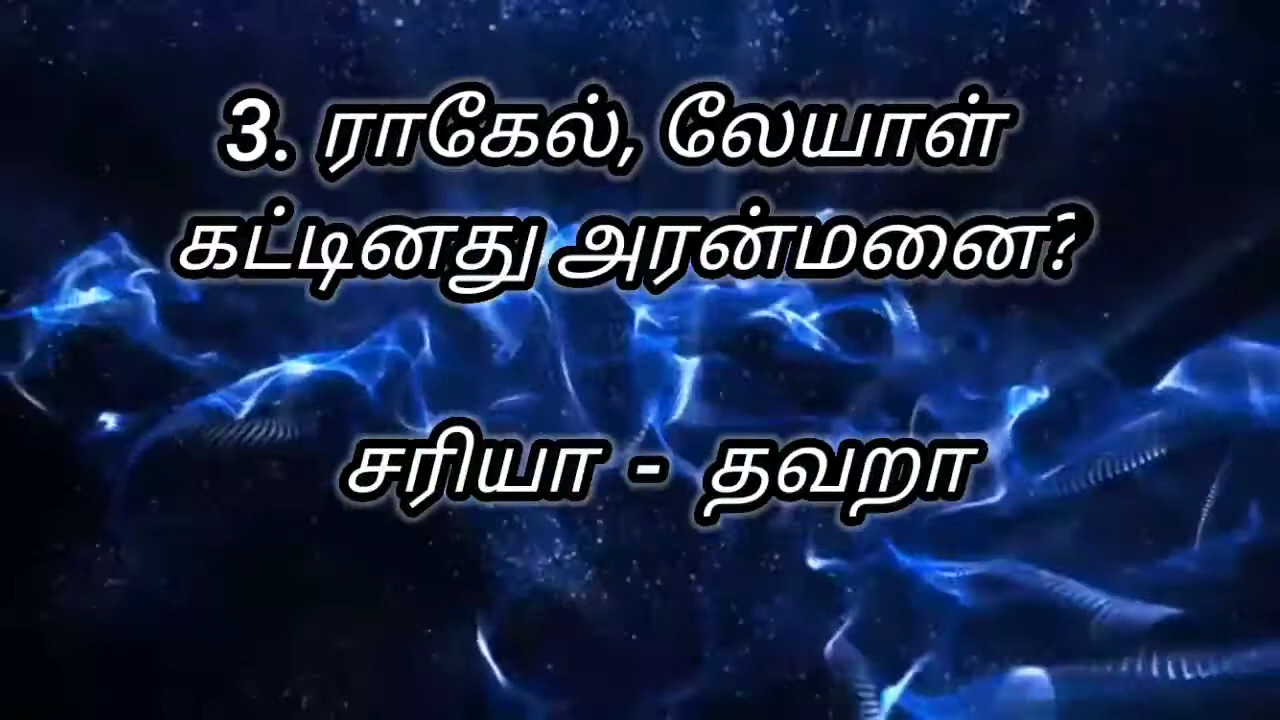 3. ராகேல், லேயாள்
கட்டினது அரன்மனை?
சரியா - தவறா